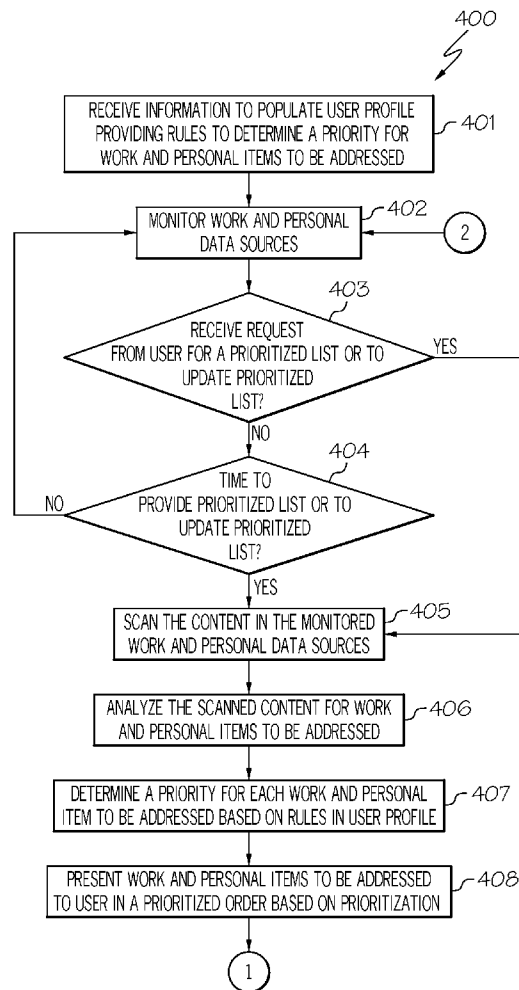 400
RECEIVE INFORMATION TO POPULATE USER PROFILE
PROVIDING RULES TO DETERMINE A PRIORITY FOR
WORK AND PERSONAL ITEMS TO BE ADDRESSED
401
MONITOR WORK AND PERSONAL
DATA SOURCES
402
2
403
RECEIVE REQUEST
FROM USER FOR A PRIORITIZED LIST OR TO
UPDATE PRIORITIZED
LIST?
YES
NO
404
TIME TO
PROVIDE PRIORITIZED LIST OR TO
UPDATE PRIORITIZED
LIST?
NO
YES
SCAN THE CONTENT IN THE MONITORED
WORK AND PERSONAL DATA SOURCES
405
ANALYZE THE SCANNED CONTENT FOR WORK
AND PERSONAL ITEMS TO BE ADDRESSED
406
DETERMINE A PRIORITY FOR EACH WORK AND PERSONAL
ITEM TO BE ADDRESSED BASED ON RULES IN USER PROFILE
407
PRESENT WORK AND PERSONAL ITEMS TO BE ADDRESSED
TO USER IN A PRIORITIZED ORDER BASED ON PRIORITIZATION
408
1